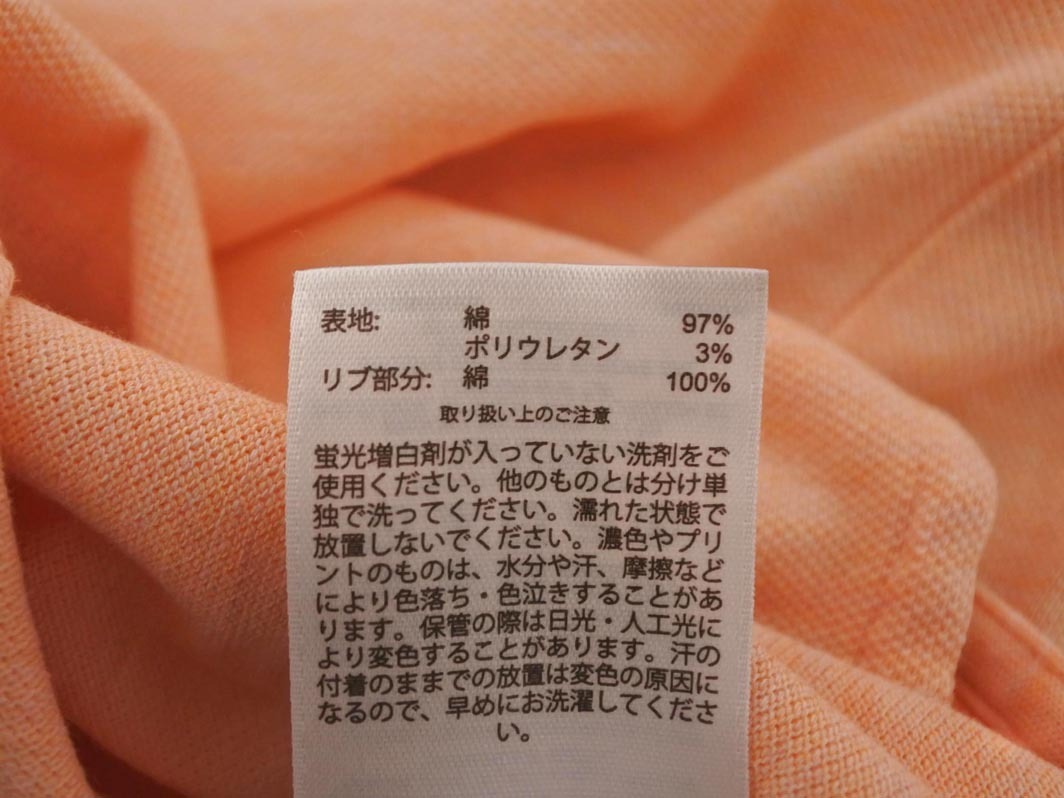 表地: 綿 97%
ポリウレタン 3%
リブ部分: 綿 100%
取り扱い上のご注意
蛍光増白剤が入っていない洗剤をご
使用ください。他のものとは分け単
独で洗ってください。濡れた状態で
放置しないでください。濃色やプリ
ントのものは、水分や汗、摩擦など
により色落ち・色泣きすることがあ
ります。保管の際は日光・人工光に
より変色することがあります。汗の
付着のままでの放置は変色の原因に
なるので、早めにお洗濯してくださ
い。